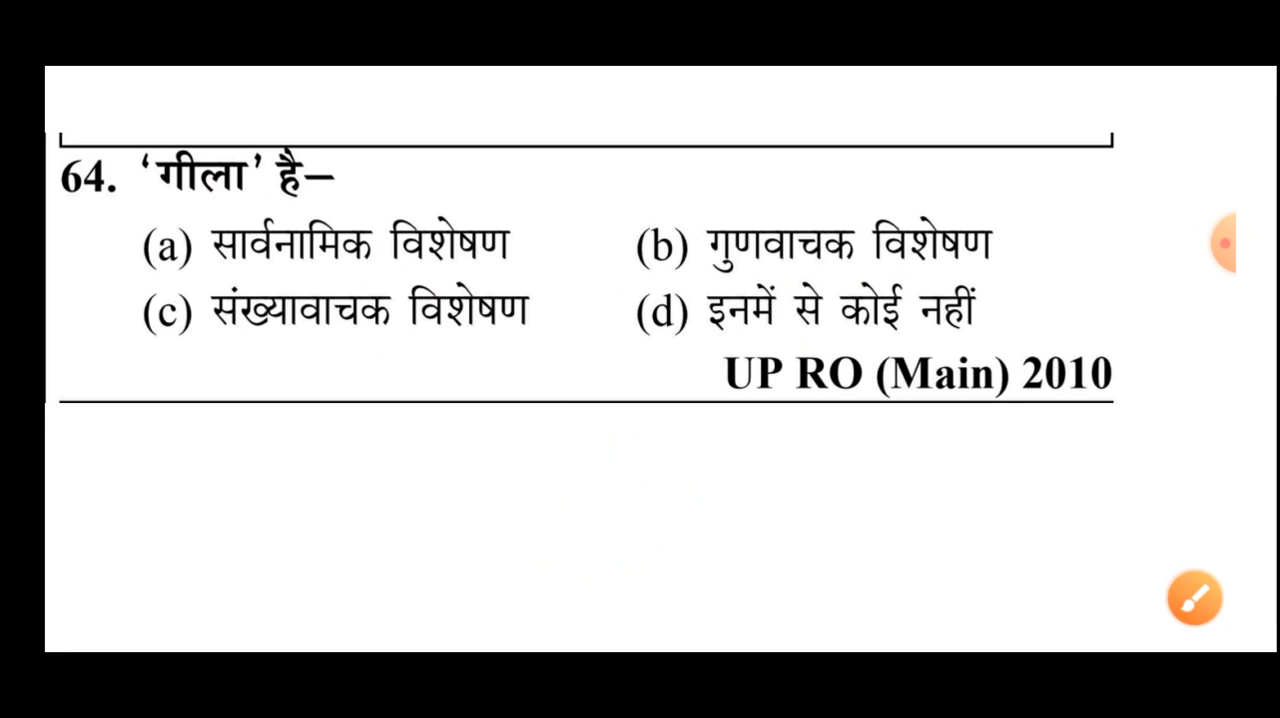 64. ‘गीला’ है–
(a) सार्वनामिक विशेषण (b) गुणवाचक विशेषण
(c) संख्यावाचक विशेषण (d) इनमें से कोई नहीं
UP RO (Main) 2010